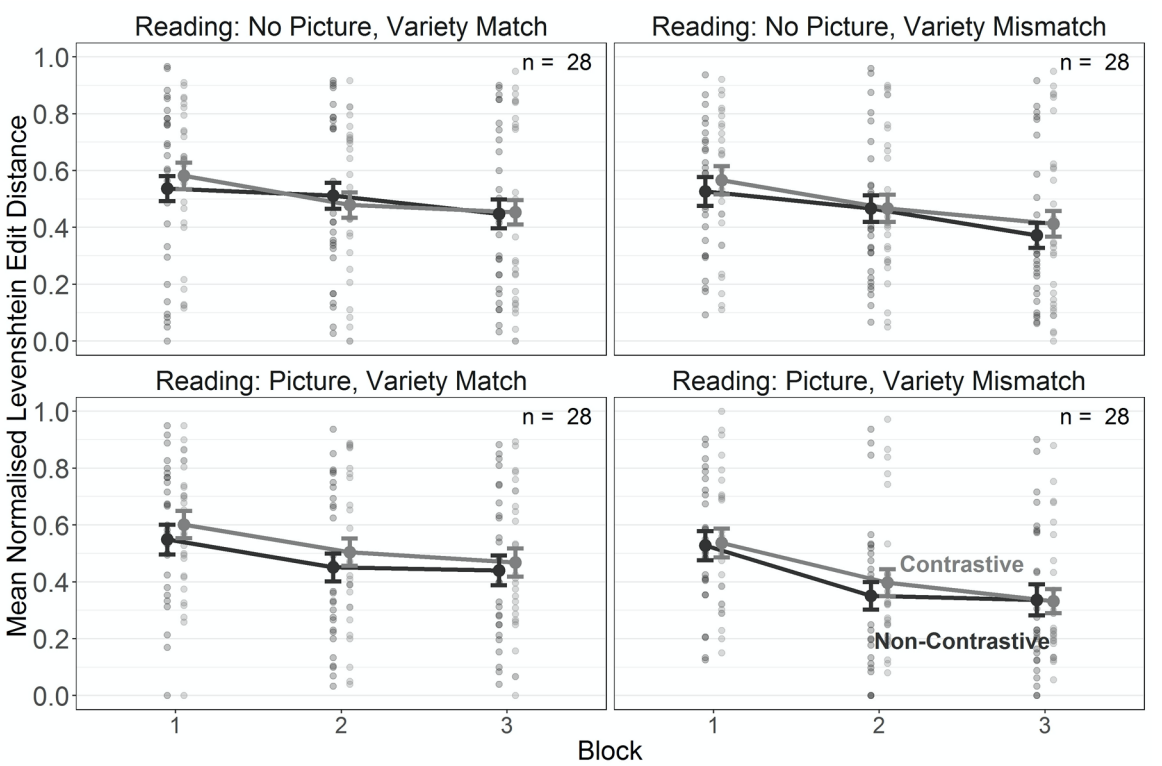 Reading: No Picture, Variety Match
Reading: No Picture, Variety Mismatch
n = 28
n = 28
1.0
0.8
0.6
0.4
0.2
0.0
Mean Normalised Levenshtein Edit Distance
Reading: Picture, Variety Match
Reading: Picture, Variety Mismatch
n = 28
n = 28
1.0
0.8
0.6
0.4
0.2
0.0
Contrastive
Non-Contrastive
1 2 3
1 2 3
Block